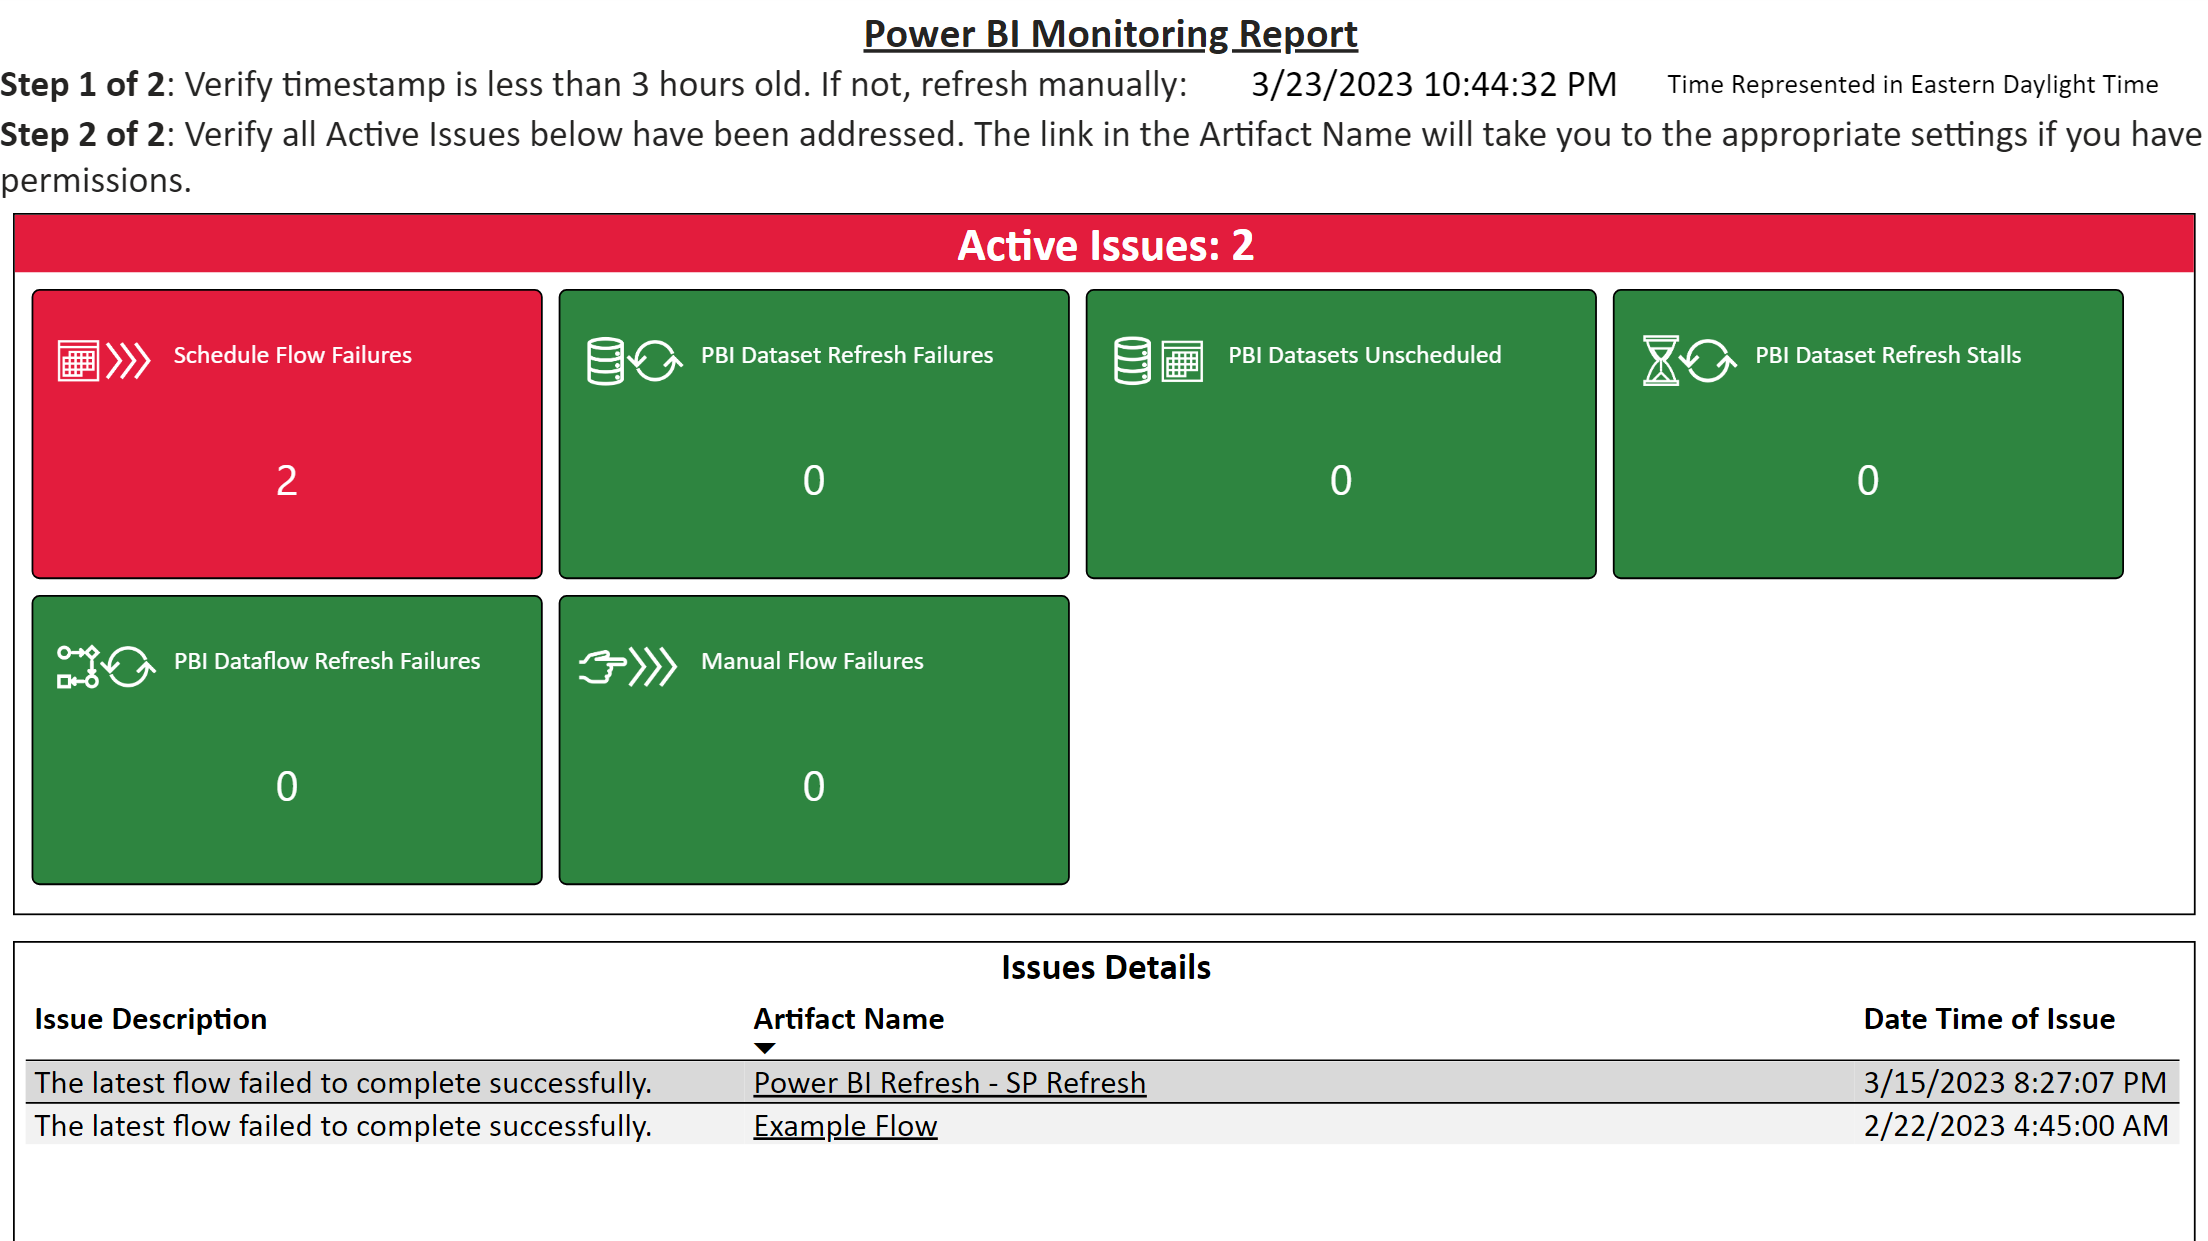 Power BI Monitoring Report
Step 1 of 2: Verify timestamp is less than 3 hours old. If not, refresh manually: 3/23/2023 10:44:32 PM Time Represented in Eastern Daylight Time
Step 2 of 2: Verify all Active Issues below have been addressed. The link in the Artifact Name will take you to the appropriate settings if you have
permissions.
Active Issues: 2
Schedule Flow Failures
2
PBI Dataset Refresh Failures
0
PBI Datasets Unscheduled
0
PBI Dataset Refresh Stalls
0
PBI Dataflow Refresh Failures
0
Manual Flow Failures
0
Issues Details
Issue Description Artifact Name Date Time of Issue
The latest flow failed to complete successfully. Power BI Refresh - SP Refresh 3/15/2023 8:27:07 PM
The latest flow failed to complete successfully. Example Flow 2/22/2023 4:45:00 AM